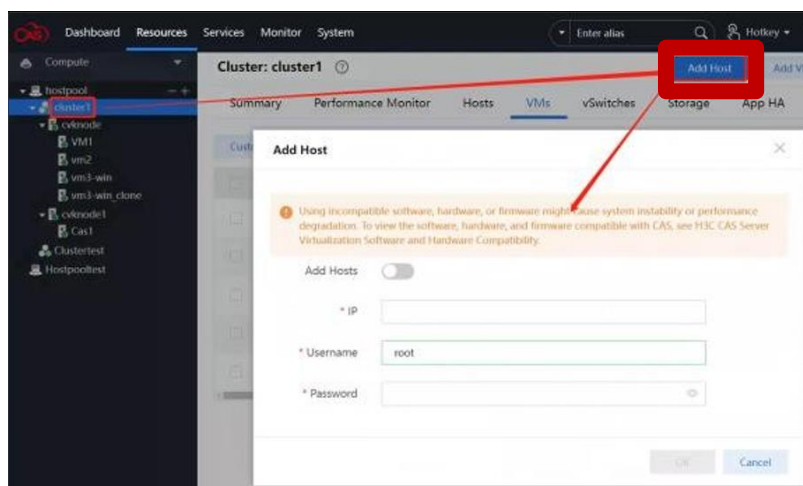 CAS
Dashboard Resources Services Monitor System Enter alias Hotkey
Compute
Cluster: cluster1 Add Host Add V
hostpool
cluster1
Summary Performance Monitor Hosts VMs vSwitches Storage App HA
cvknode
VM1
vm2
vm3-win
vm3-win_clone
cvknode1
Cas1
Clustertest
Hostpooltest
Add Host
Using incompatible software, hardware, or firmware might cause system instability or performance
degradation. To view the software, hardware, and firmware compatible with CAS, see H3C CAS Server
Virtualization Software and Hardware Compatibility.
Add Hosts
* IP
* Username root
* Password
OK Cancel